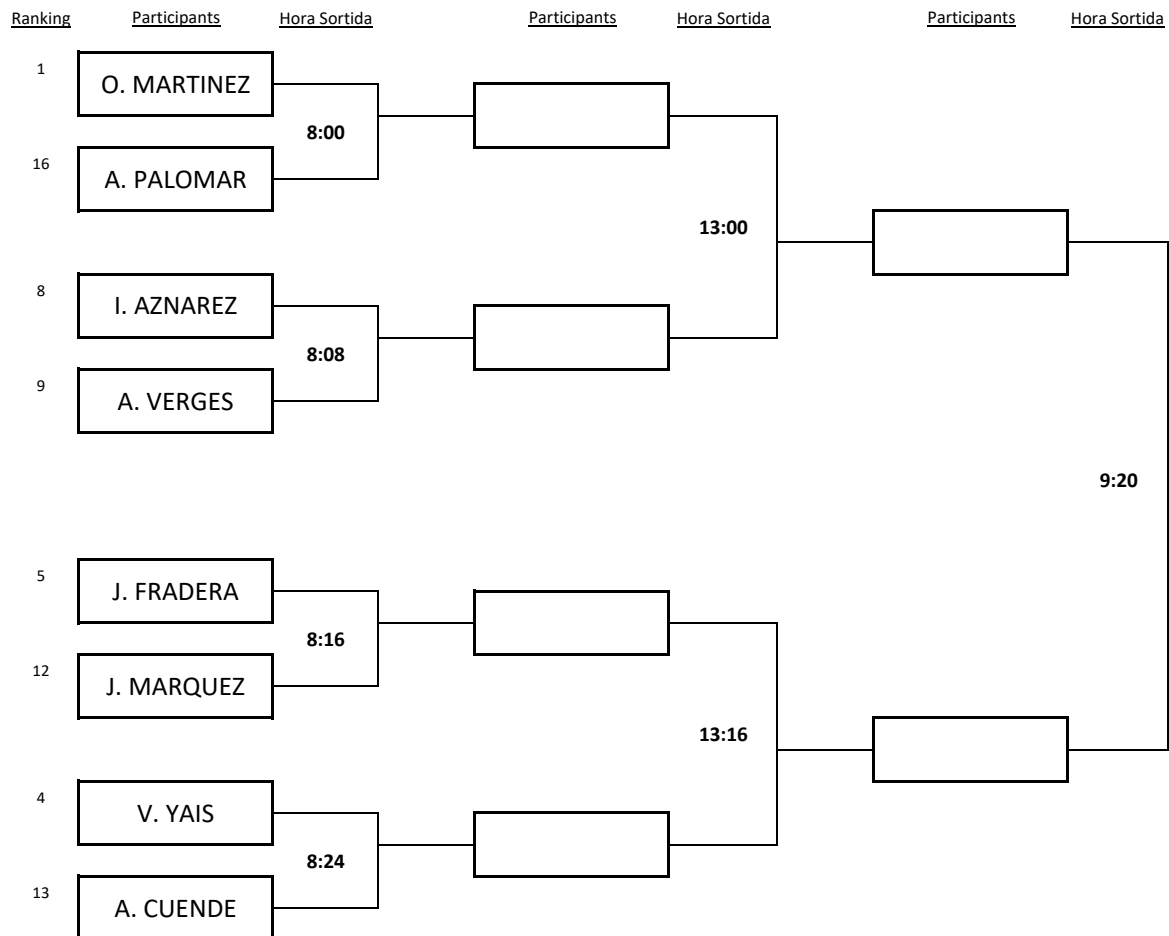 Ranking Participants Hora Sortida Participants Hora Sortida Participants Hora Sortida
1
O. MARTINEZ
8:00
16
A. PALOMAR
13:00
8
I. AZNAREZ
8:08
9
A. VERGES
9:20
5
J. FRADERA
8:16
12
J. MARQUEZ
13:16
4
V. YAIS
8:24
13
A. CUENDE